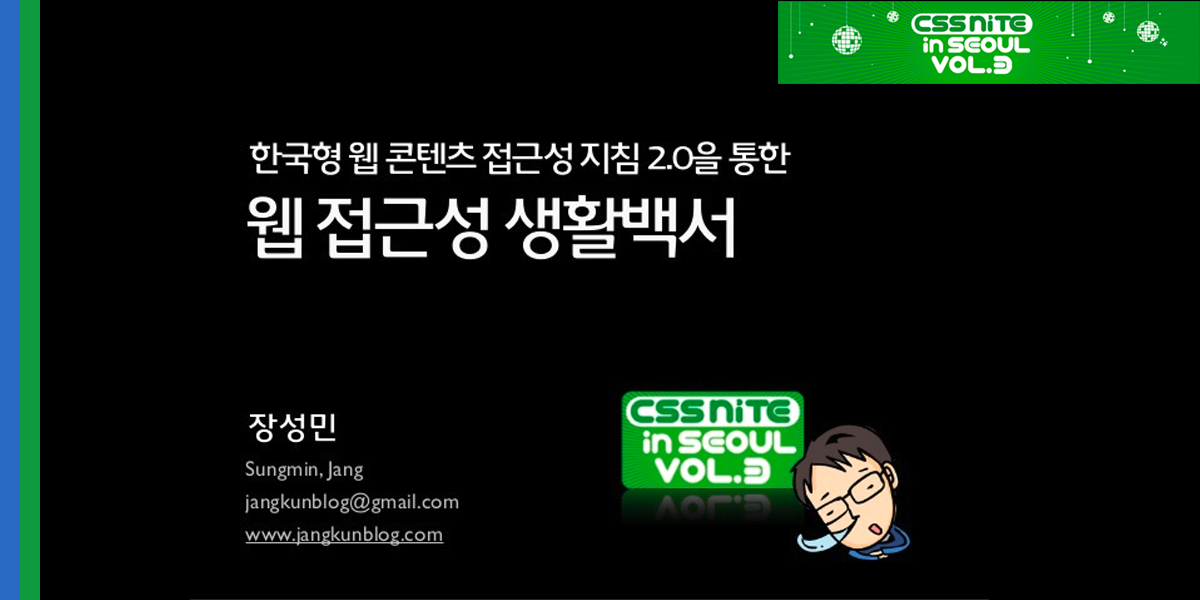 CSS NiTE
in SEOUL
VOL.3
한국형 웹 콘텐츠 접근성 지침 2.0을 통한
웹 접근성 생활백서
장성민
Sungmin, Jang
jangkunblog@gmail.com
www.jangkunblog.com
CSS NiTE
in SEOUL
VOL.3